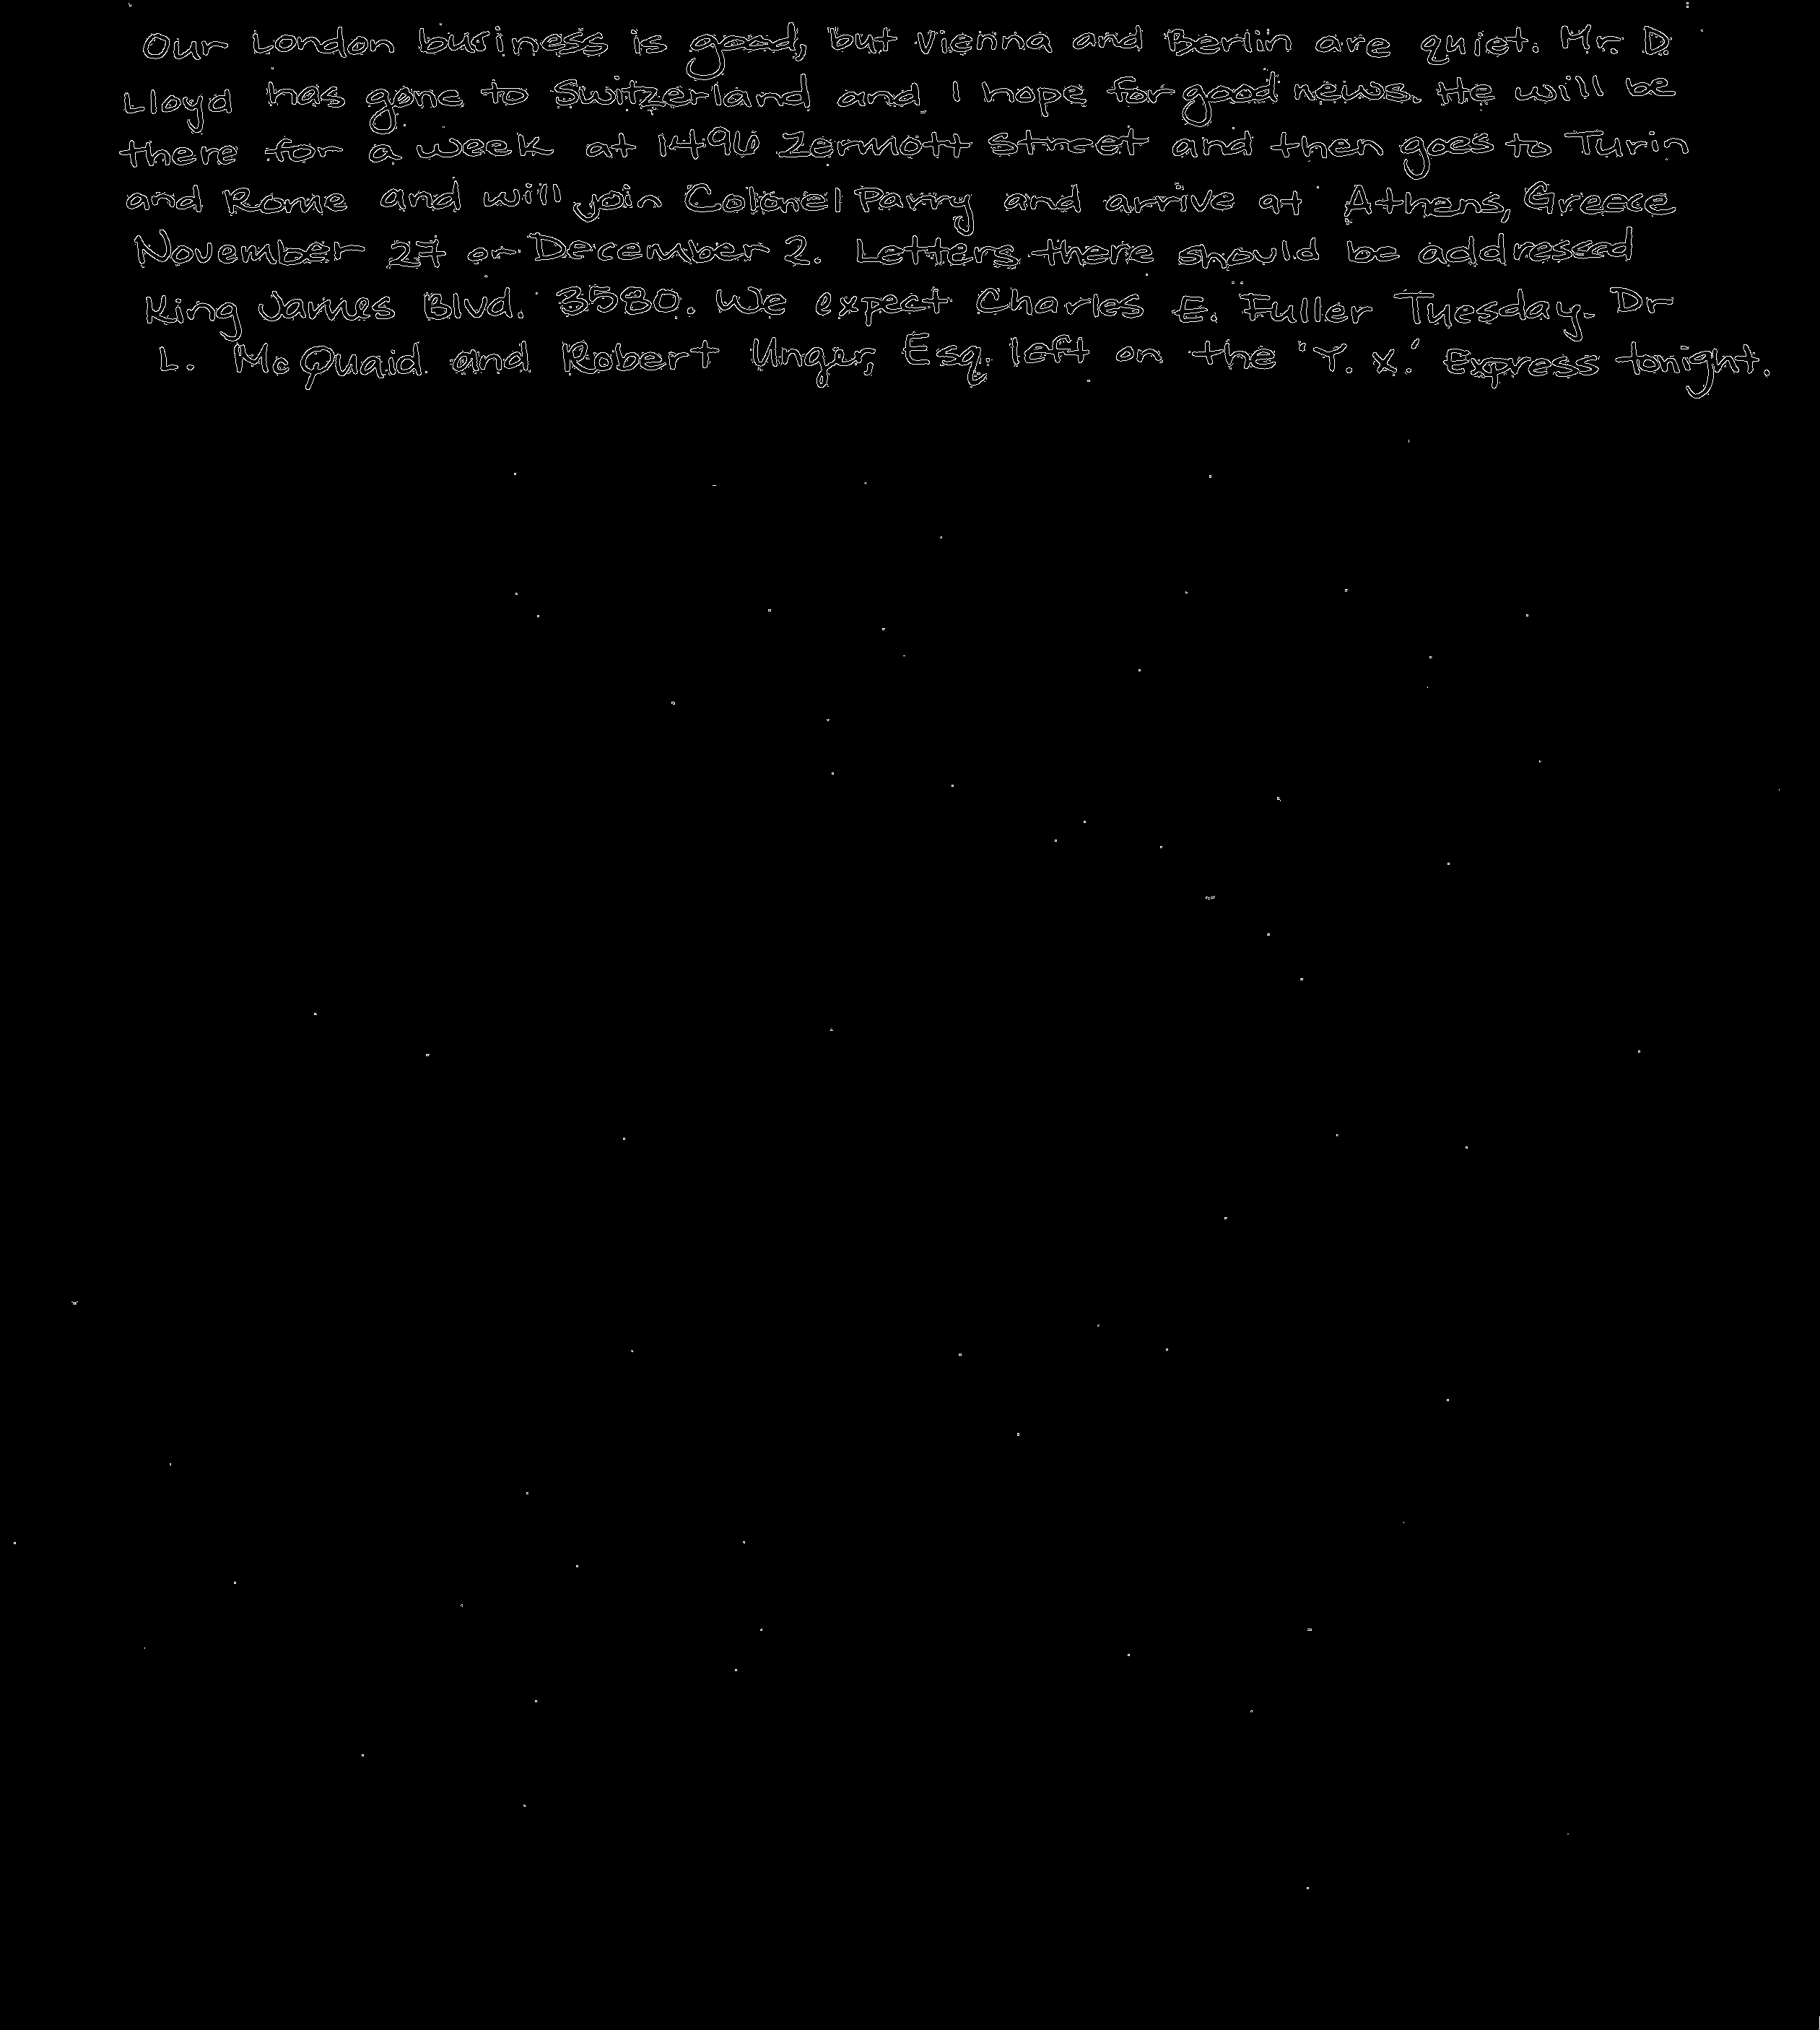 Our London business is good, but Vienna and Berlin are quiet. Mr. D.
Lloyd has gone to Switzerland and I hope for good news. He will be
there for a week at 1496 Zermott Street and then goes to Turin
and Rome and will join Colonel Parry and arrive at Athens, Greece
November 27 or December 2. Letters there should be addressed
King James Blvd. 3580. We expect Charles E. Fuller Tuesday. Dr
L. McQuaid and Robert Unger, Esq. left on the 'Y. X.' Express tonight.